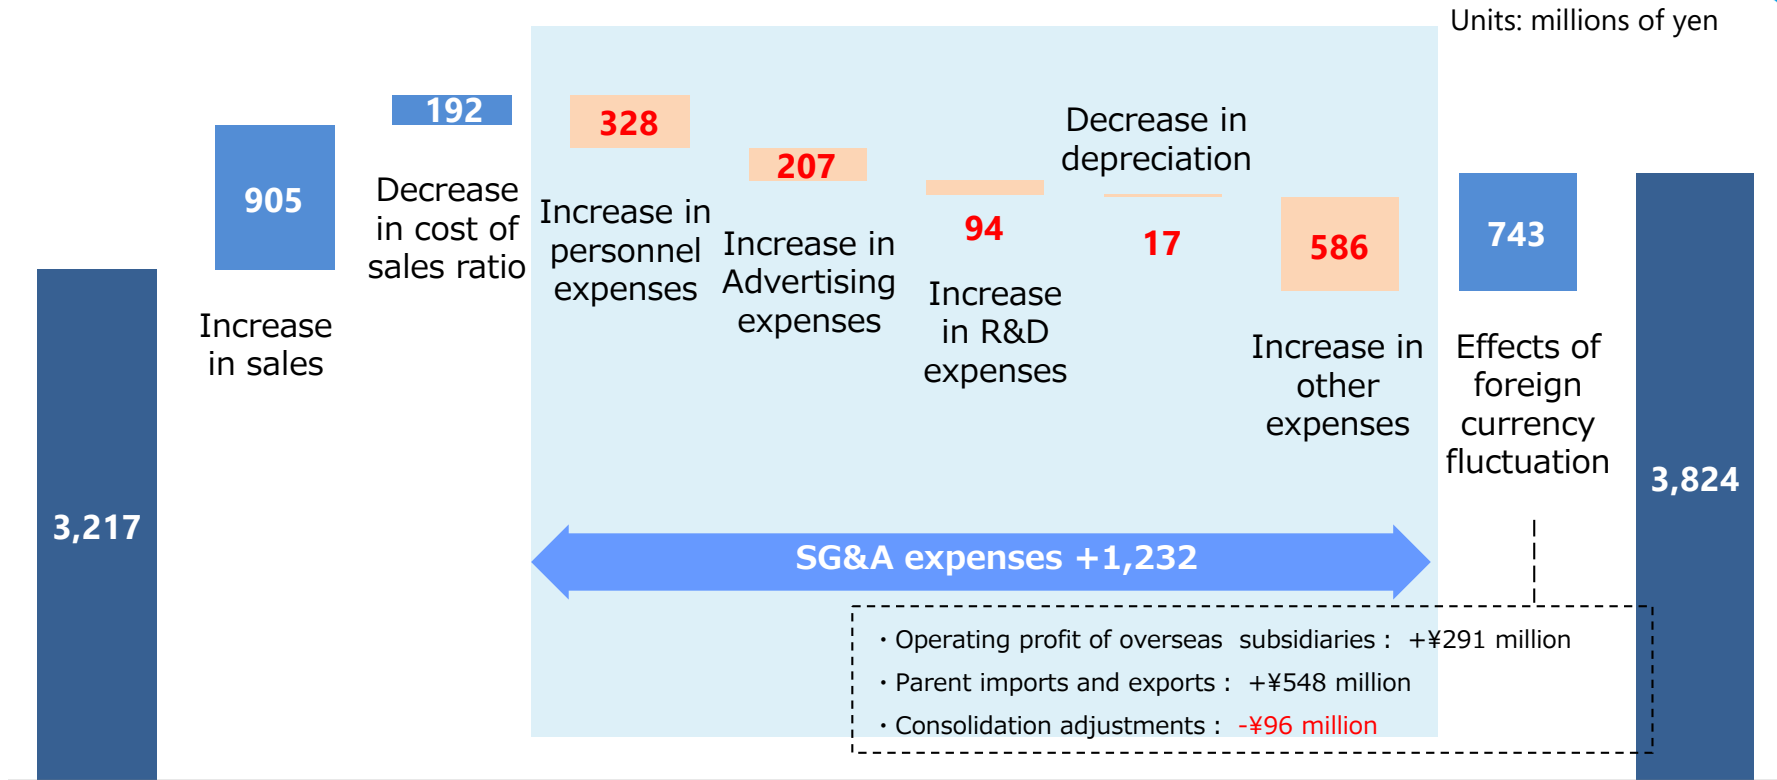 Units: millions of yen
3,217
905
Increase
in sales
192
Decrease
in cost of
sales ratio
328
Increase in
personnel
expenses
207
Increase in
Advertising
expenses
94
Increase
in R&D
expenses
Decrease in
depreciation
17
586
Increase in
other
expenses
743
Effects of
foreign
currency
fluctuation
3,824
SG&A expenses +1,232
・Operating profit of overseas subsidiaries : +¥291 million
・Parent imports and exports : +¥548 million
・Consolidation adjustments : -¥96 million